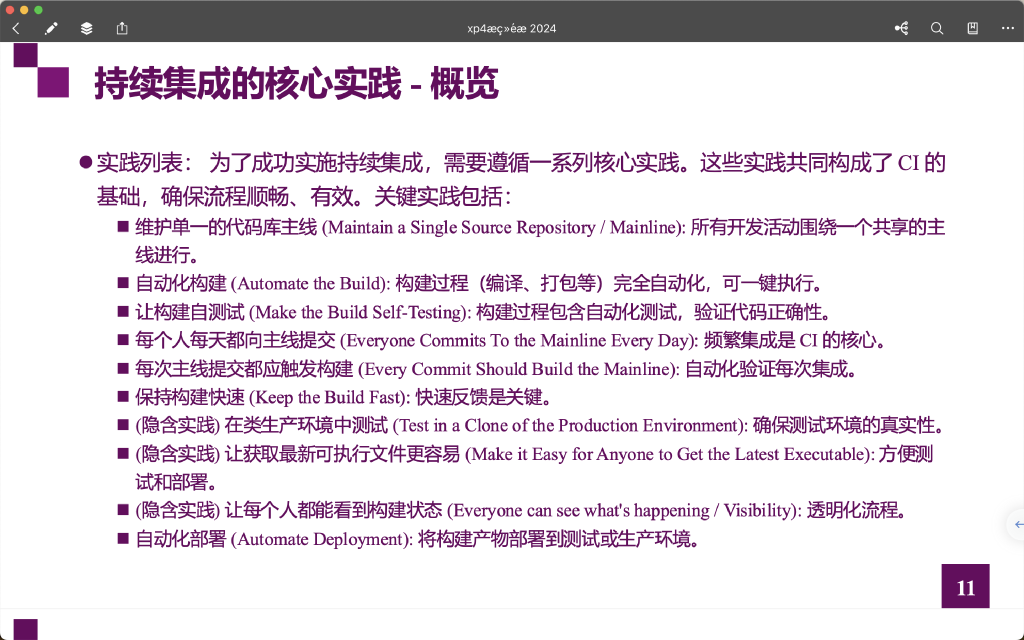 xp4æç»éæ 2024
持续集成的核心实践 - 概览
●实践列表： 为了成功实施持续集成，需要遵循一系列核心实践。这些实践共同构成了 CI 的
基础，确保流程顺畅、有效。关键实践包括：
■ 维护单一的代码库主线 (Maintain a Single Source Repository / Mainline): 所有开发活动围绕一个共享的主
线进行。
■ 自动化构建 (Automate the Build): 构建过程（编译、打包等）完全自动化，可一键执行。
■ 让构建自测试 (Make the Build Self-Testing): 构建过程包含自动化测试，验证代码正确性。
■ 每个人每天都向主线提交 (Everyone Commits To the Mainline Every Day): 频繁集成是 CI 的核心。
■ 每次主线提交都应触发构建 (Every Commit Should Build the Mainline): 自动化验证每次集成。
■ 保持构建快速 (Keep the Build Fast): 快速反馈是关键。
■ (隐含实践) 在类生产环境中测试 (Test in a Clone of the Production Environment): 确保测试环境的真实性。
■ (隐含实践) 让获取最新可执行文件更容易 (Make it Easy for Anyone to Get the Latest Executable): 方便测
试和部署。
■ (隐含实践) 让每个人都能看到构建状态 (Everyone can see what's happening / Visibility): 透明化流程。
■ 自动化部署 (Automate Deployment): 将构建产物部署到测试或生产环境。
11